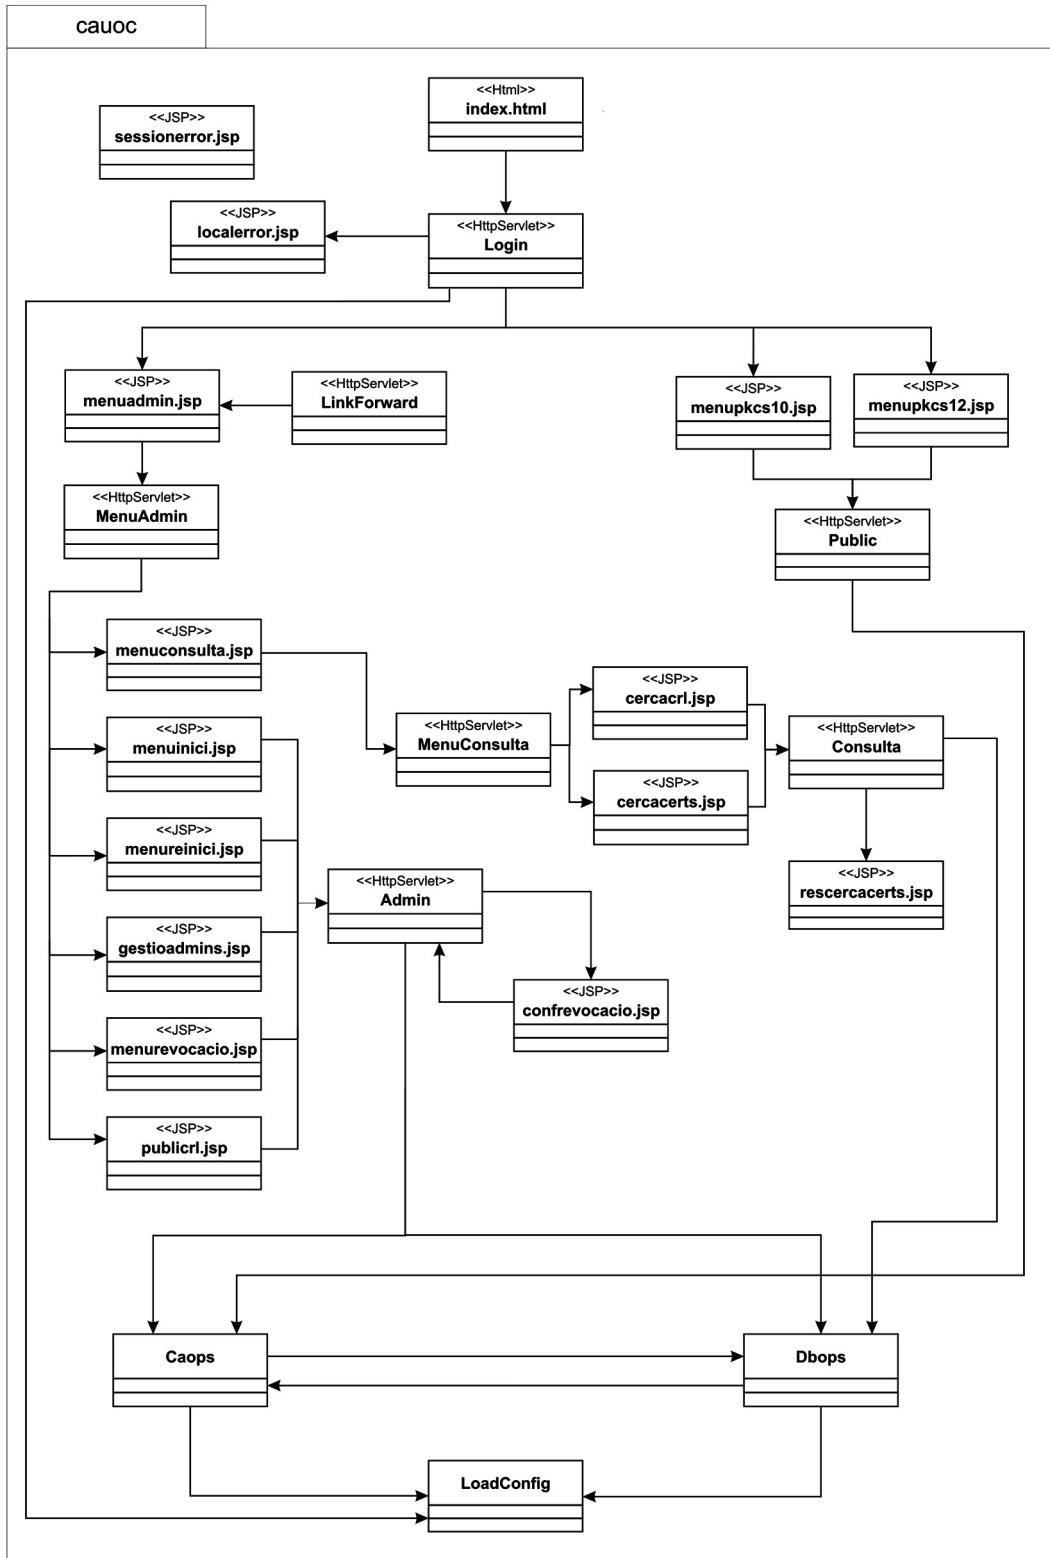 cauoc
<<Html>>
index.html
<<JSP>>
sessionerror.jsp
<<JSP>>
localerror.jsp
<<HttpServlet>>
Login
<<JSP>>
menuadmin.jsp
<<HttpServlet>>
LinkForward
<<JSP>>
menupkcs10.jsp
<<JSP>>
menupkcs12.jsp
<<HttpServlet>>
MenuAdmin
<<HttpServlet>>
Public
<<JSP>>
menuconsulta.jsp
<<JSP>>
cercacrl.jsp
<<JSP>>
menuinici.jsp
<<HttpServlet>>
MenuConsulta
<<HttpServlet>>
Consulta
<<JSP>>
cercacerts.jsp
<<JSP>>
menureinici.jsp
<<HttpServlet>>
Admin
<<JSP>>
rescercacerts.jsp
<<JSP>>
gestioadmins.jsp
<<JSP>>
confrevocacio.jsp
<<JSP>>
menurevocacio.jsp
<<JSP>>
publicrl.jsp
Caops
Dbops
LoadConfig